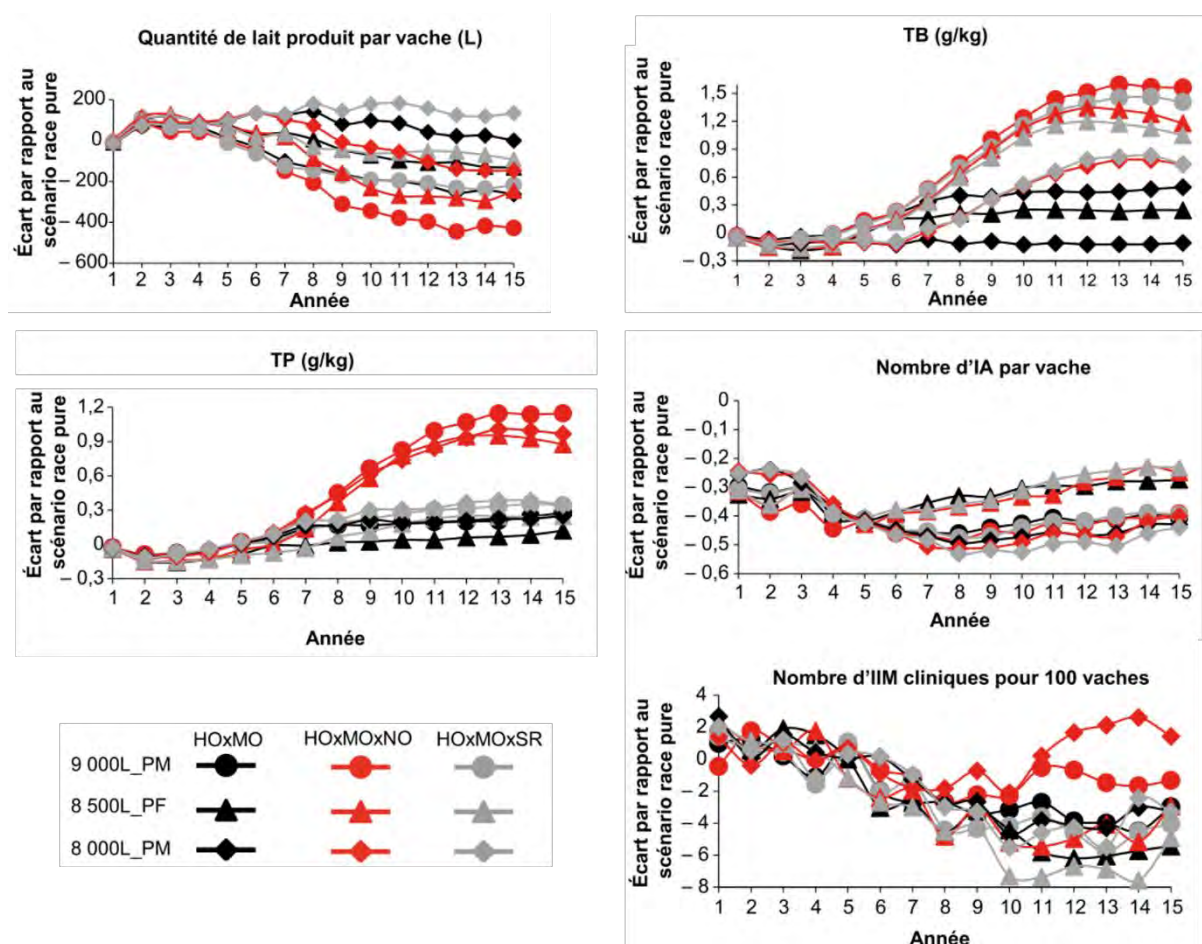 Quantité de lait produit par vache (L)
Écart par rapport au
scénario race pure
200
0
– 200
– 400
– 600
1 2 3 4 5 6 7 8 9 10 11 12 13 14 15
Année
TB (g/kg)
Écart par rapport au
scénario race pure
1,5
1,2
0,9
0,6
0,3
0
– 0,3
1 2 3 4 5 6 7 8 9 10 11 12 13 14 15
Année
TP (g/kg)
Écart par rapport au
scénario race pure
1,2
0,9
0,6
0,3
0
– 0,3
1 2 3 4 5 6 7 8 9 10 11 12 13 14 15
Année
Nombre d'IA par vache
Écart par rapport au
scénario race pure
0
– 0,1
– 0,2
– 0,3
– 0,4
– 0,5
– 0,6
1 2 3 4 5 6 7 8 9 10 11 12 13 14 15
Année
Nombre d'IIM cliniques pour 100 vaches
Écart par rapport au
scénario race pure
4
2
0
– 2
– 4
– 6
– 8
1 2 3 4 5 6 7 8 9 10 11 12 13 14 15
Année
HOxMO HOxMOxNO HOxMOxSR
9 000L_PM
8 500L_PF
8 000L_PM